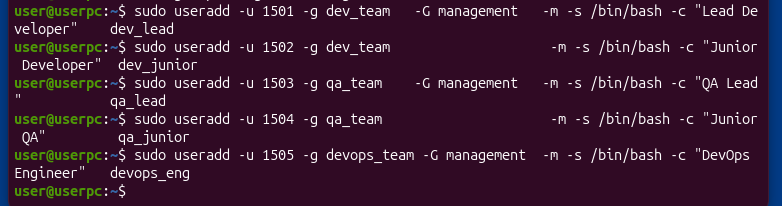 user@userpc:~$ sudo useradd -u 1501 -g dev_team   -G management   -m -s /bin/bash -c "Lead De
veloper"    dev_lead
user@userpc:~$ sudo useradd -u 1502 -g dev_team                    -m -s /bin/bash -c "Junior
 Developer"  dev_junior
user@userpc:~$ sudo useradd -u 1503 -g qa_team    -G management   -m -s /bin/bash -c "QA Lead
"           qa_lead
user@userpc:~$ sudo useradd -u 1504 -g qa_team                     -m -s /bin/bash -c "Junior
 QA"         qa_junior
user@userpc:~$ sudo useradd -u 1505 -g devops_team -G management  -m -s /bin/bash -c "DevOps 
Engineer"   devops_eng
user@userpc:~$